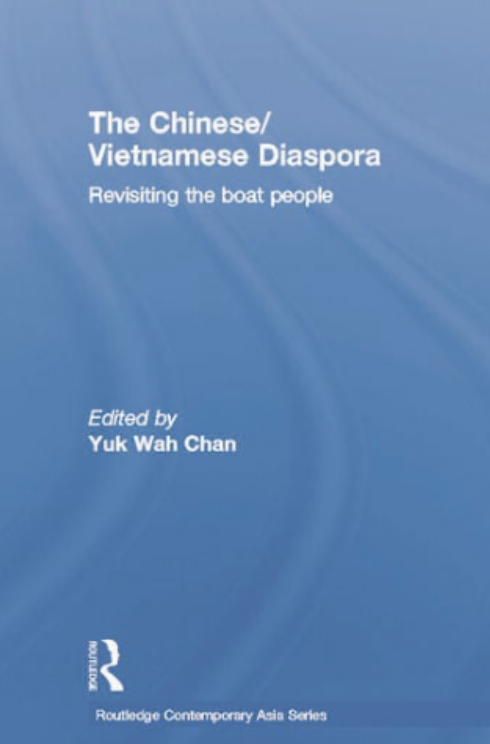 The Chinese/
Vietnamese Diaspora
Revisiting the boat people
Edited by
Yuk Wah Chan
ROUTLEDGE
Routledge Contemporary Asia Series